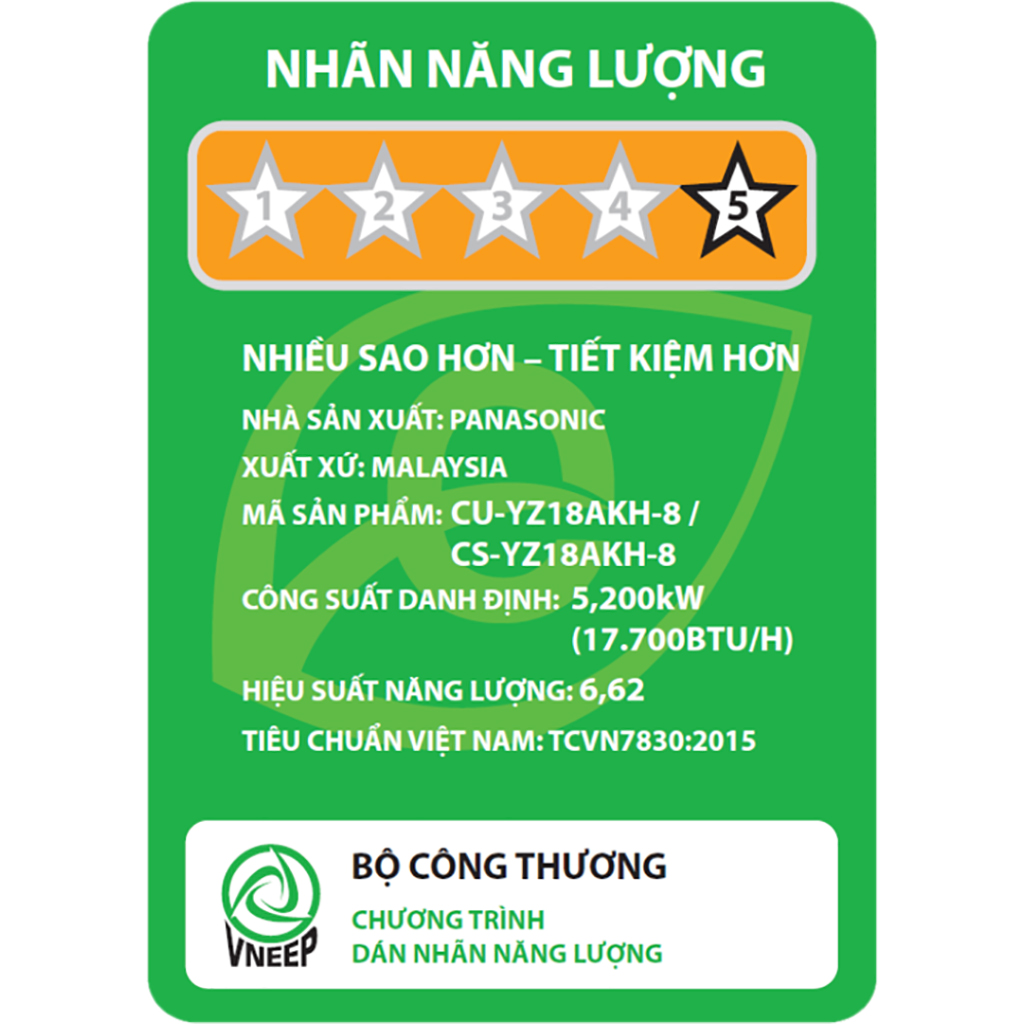 NHÃN NĂNG LƯỢNG
1 2 3 4 5
NHIỀU SAO HƠN – TIẾT KIỆM HƠN
NHÀ SẢN XUẤT: PANASONIC
XUẤT XỨ: MALAYSIA
MÃ SẢN PHẨM: CU-YZ18AKH-8 /
CS-YZ18AKH-8
CÔNG SUẤT DANH ĐỊNH: 5,200kW
(17.700BTU/H)
HIỆU SUẤT NĂNG LƯỢNG: 6,62
TIÊU CHUẨN VIỆT NAM: TCVN7830:2015
BỘ CÔNG THƯƠNG
CHƯƠNG TRÌNH
DÁN NHÃN NĂNG LƯỢNG
VNEEP